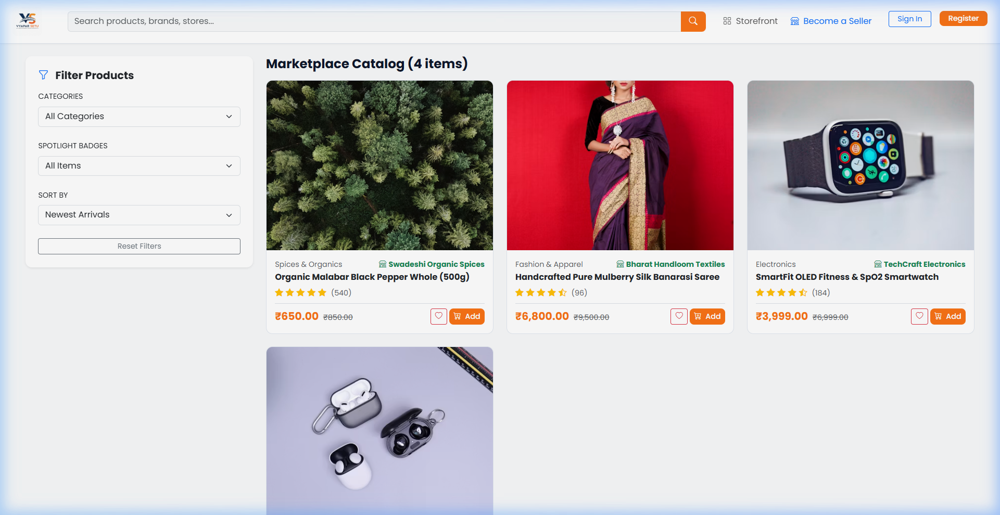 VS
VYAPAR SETU
Search products, brands, stores...
Storefront
Become a Seller
Sign In
Register
Filter Products
CATEGORIES
All Categories
SPOTLIGHT BADGES
All Items
SORT BY
Newest Arrivals
Reset Filters
Marketplace Catalog (4 items)
Spices & Organics
Swadeshi Organic Spices
Organic Malabar Black Pepper Whole (500g)
(540)
₹650.00 ₹850.00
Add
Fashion & Apparel
Bharat Handloom Textiles
Handcrafted Pure Mulberry Silk Banarasi Saree
(96)
₹6,800.00 ₹9,500.00
Add
Electronics
TechCraft Electronics
SmartFit OLED Fitness & SpO2 Smartwatch
(184)
₹3,999.00 ₹6,999.00
Add